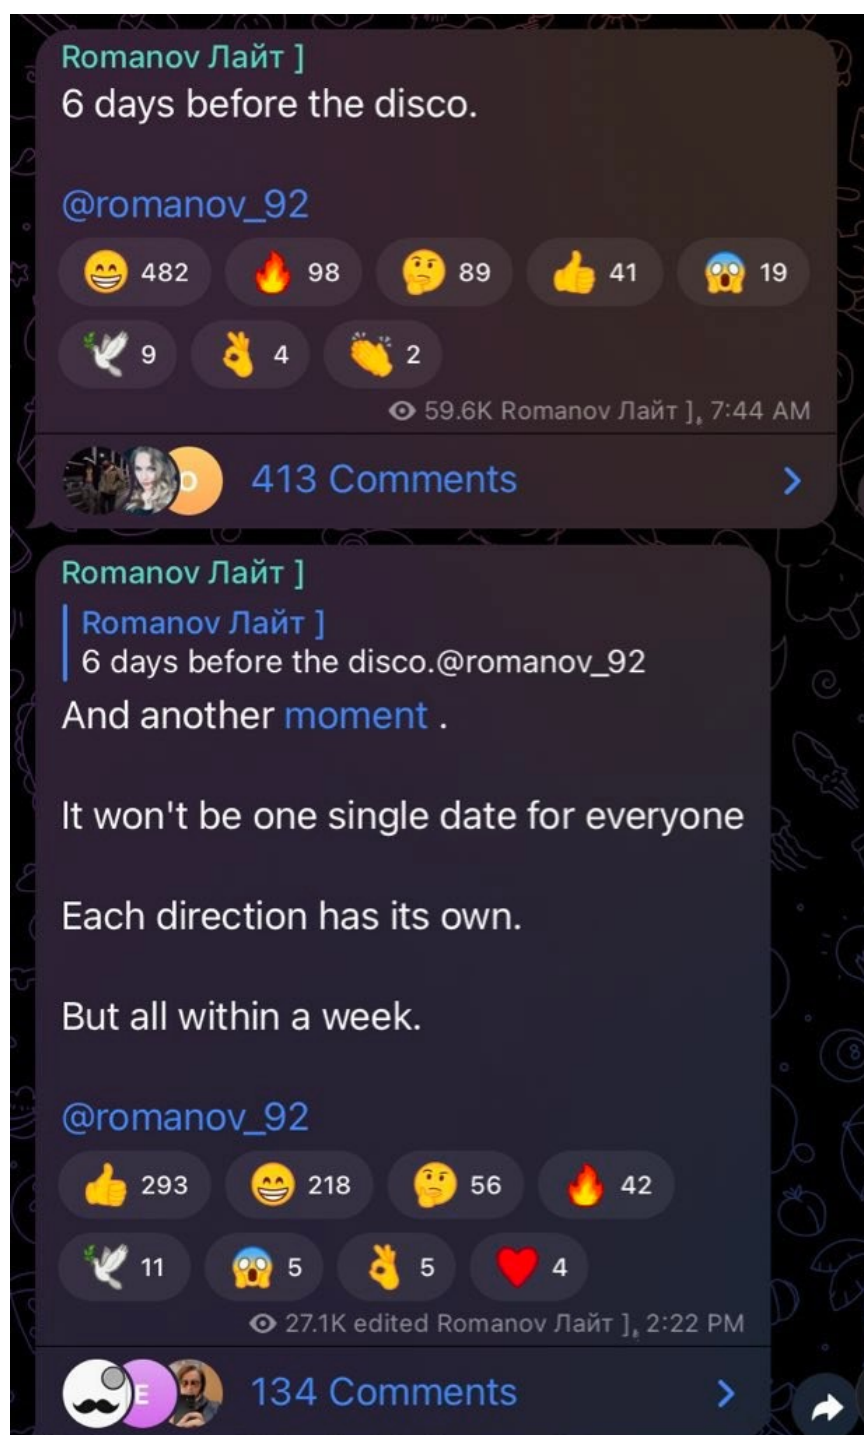 Romanov Лайт ]
6 days before the disco.
@romanov_92
😁 482 🔥 98 🤔 89 👍 41 😱 19
🕊 9 👌 4 👏 2
59.6K Romanov Лайт ], 7:44 AM
413 Comments
Romanov Лайт ]
Romanov Лайт ]
6 days before the disco.@romanov_92
And another moment .
It won't be one single date for everyone
Each direction has its own.
But all within a week.
@romanov_92
👍 293 😁 218 🤔 56 🔥 42
🕊 11 😱 5 👌 5 ❤️ 4
27.1K edited Romanov Лайт ], 2:22 PM
E
134 Comments